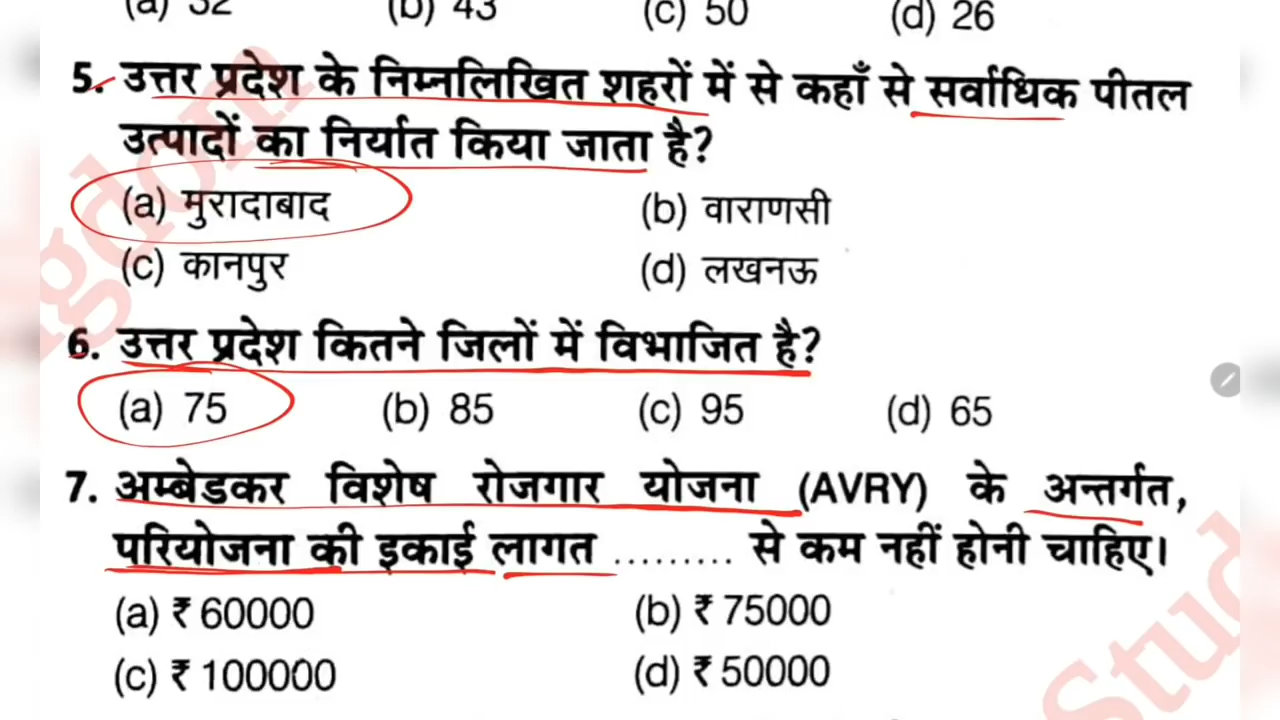 (a) 52 (b) 43 (c) 50 (d) 26
5. उत्तर प्रदेश के निम्नलिखित शहरों में से कहाँ से सर्वाधिक पीतल
उत्पादों का निर्यात किया जाता है?
(a) मुरादाबाद (b) वाराणसी
(c) कानपुर (d) लखनऊ
6. उत्तर प्रदेश कितने जिलों में विभाजित है?
(a) 75 (b) 85 (c) 95 (d) 65
7. अम्बेडकर विशेष रोजगार योजना (AVRY) के अन्तर्गत,
परियोजना की इकाई लागत ......... से कम नहीं होनी चाहिए।
(a) ₹ 60000 (b) ₹ 75000
(c) ₹ 100000 (d) ₹ 50000